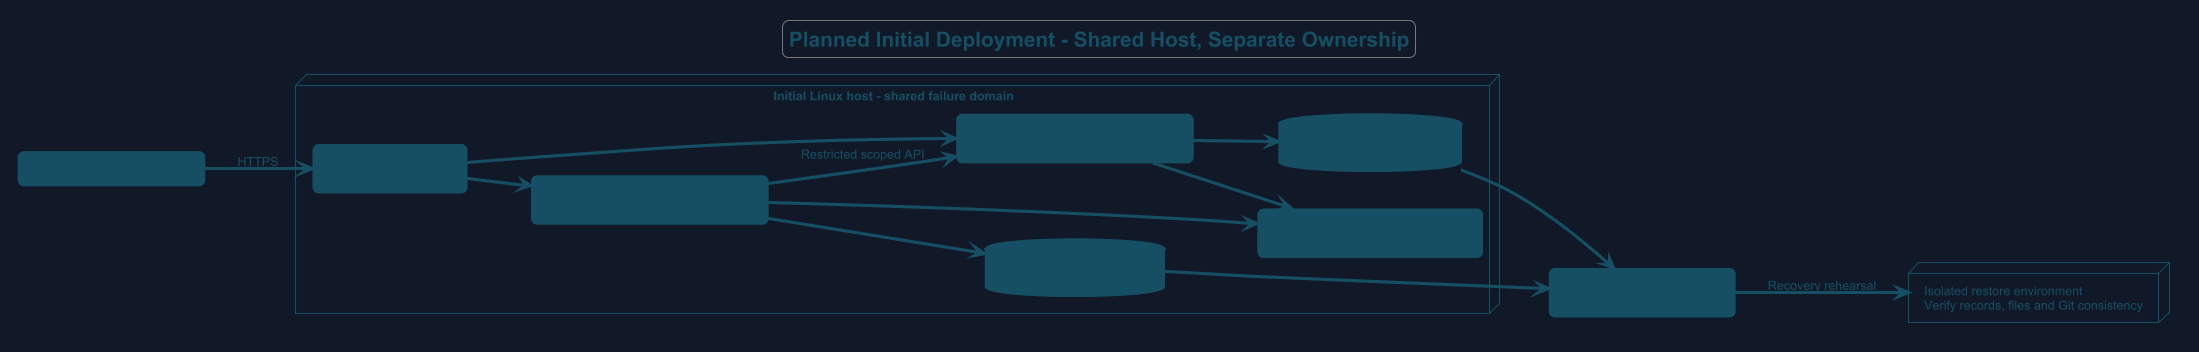 Planned Initial Deployment - Shared Host, Separate Ownership
Initial Linux host - shared failure domain
HTTPS
Restricted scoped API
Recovery rehearsal
Isolated restore environment
Verify records, files and Git consistency